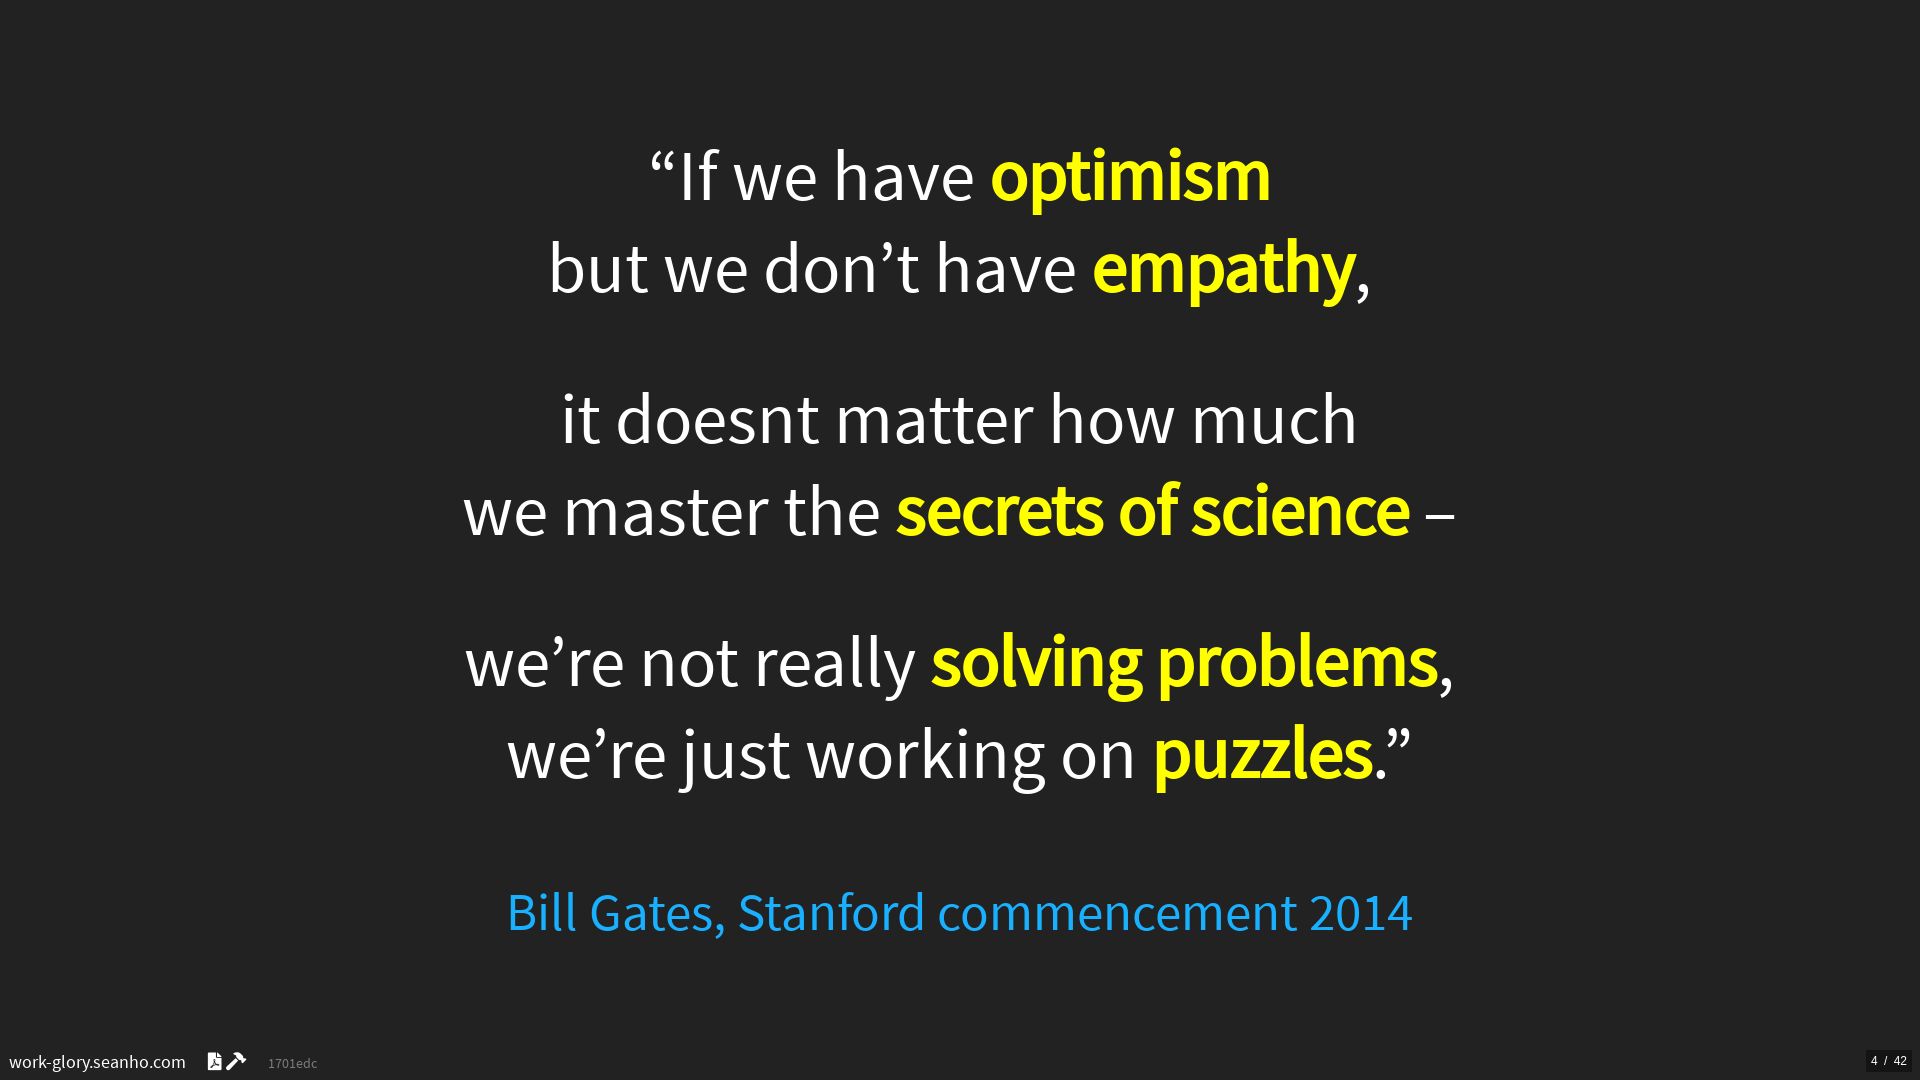 “If we have optimism
but we don’t have empathy,
it doesnt matter how much
we master the secrets of science –
we’re not really solving problems,
we’re just working on puzzles.”
Bill Gates, Stanford commencement 2014
work-glory.seanho.com 1701edc 4 / 42